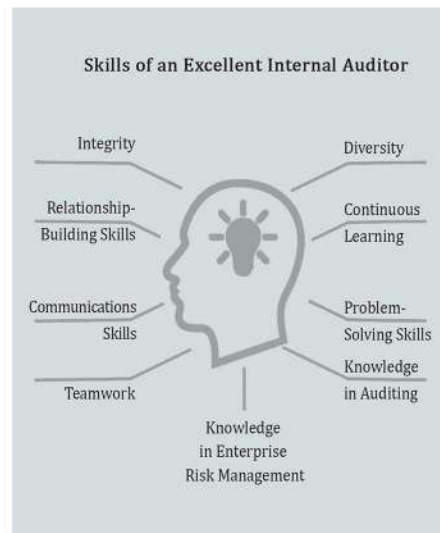 Skills of an Excellent Internal Auditor
Integrity
Diversity
Relationship-
Building Skills
Continuous
Learning
Communications
Skills
Problem-
Solving Skills
Teamwork
Knowledge
in Auditing
Knowledge
in Enterprise
Risk Management